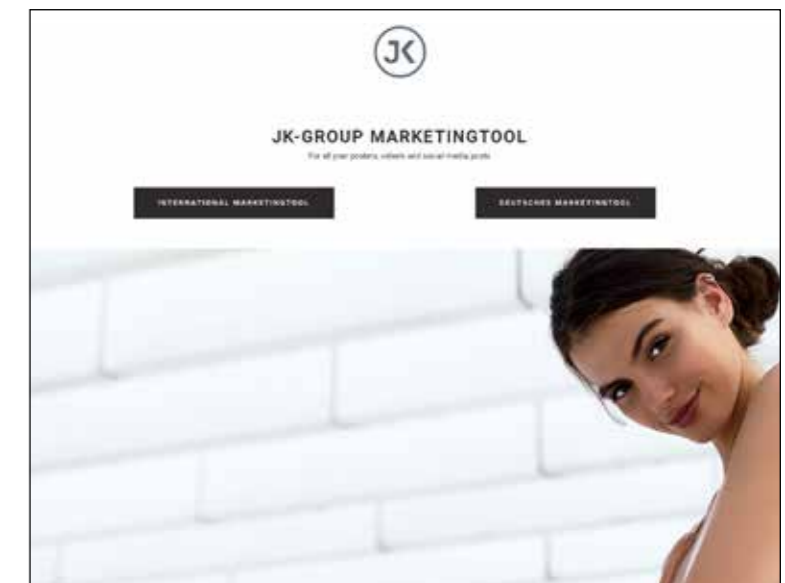 JK
JK-GROUP MARKETINGTOOL
For all your posters, videos and social media posts
INTERNATIONAL MARKETINGTOOL
DEUTSCHES MARKETINGTOOL